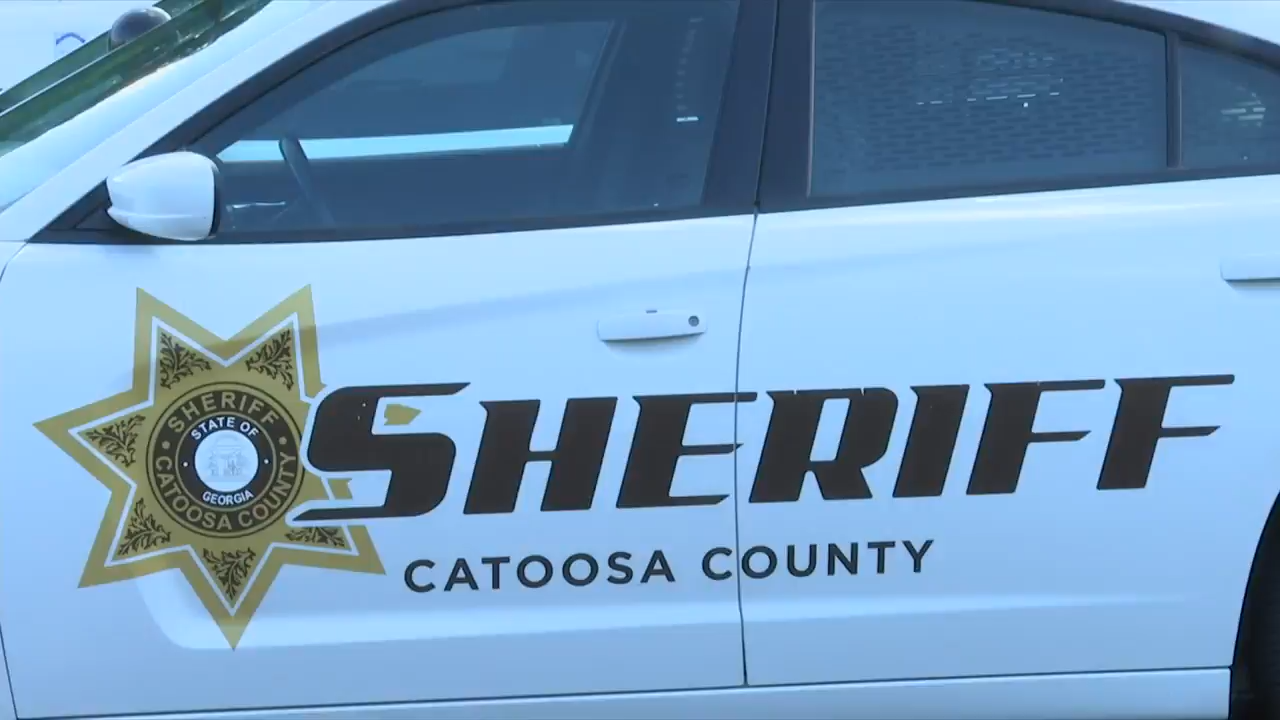 SHERIFF
STATE OF
GEORGIA
CATOOSA COUNTY
SHERIFF
CATOOSA COUNTY